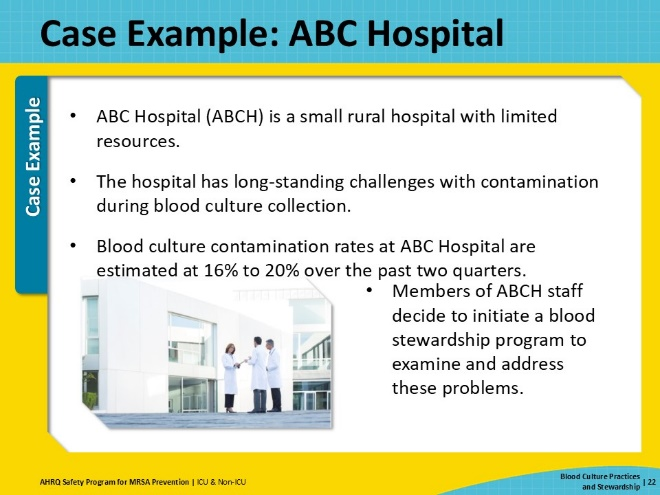 Case Example: ABC Hospital
Case Example
• ABC Hospital (ABCH) is a small rural hospital with limited
resources.
• The hospital has long-standing challenges with contamination
during blood culture collection.
• Blood culture contamination rates at ABC Hospital are
estimated at 16% to 20% over the past two quarters.
• Members of ABCH staff
decide to initiate a blood
stewardship program to
examine and address
these problems.
AHRQ Safety Program for MRSA Prevention | ICU & Non-ICU
Blood Culture Practices
and Stewardship | 22